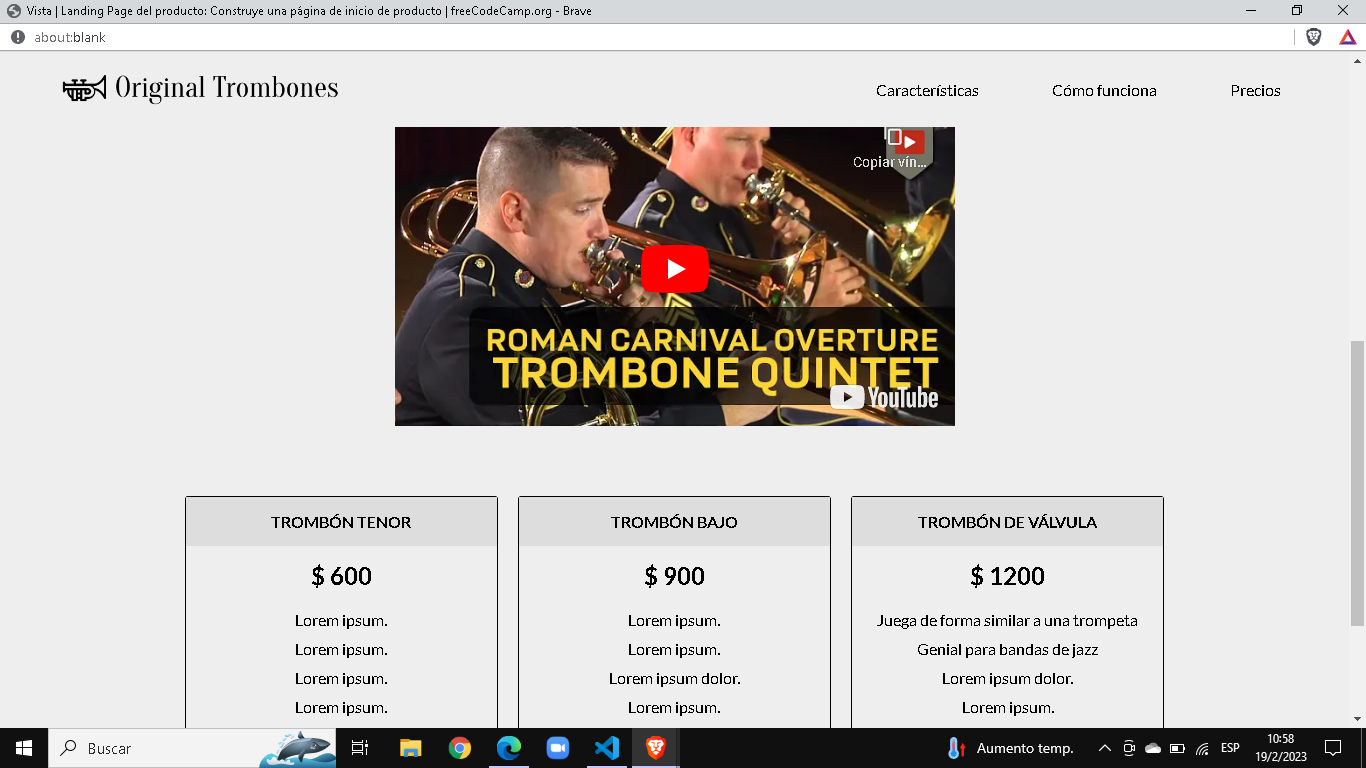 Vista | Landing Page del producto: Construye una página de inicio de producto | freeCodeCamp.org - Brave
about:blank
Original Trombones
Características Cómo funciona Precios
Copiar vín...
ROMAN CARNIVAL OVERTURE
TROMBONE QUINTET
YouTube
TROMBÓN TENOR
$ 600
Lorem ipsum.
Lorem ipsum.
Lorem ipsum.
Lorem ipsum.
TROMBÓN BAJO
$ 900
Lorem ipsum.
Lorem ipsum.
Lorem ipsum dolor.
Lorem ipsum.
TROMBÓN DE VÁLVULA
$ 1200
Juega de forma similar a una trompeta
Genial para bandas de jazz
Lorem ipsum dolor.
Lorem ipsum.
Buscar
Aumento temp.
ESP
10:58
19/2/2023